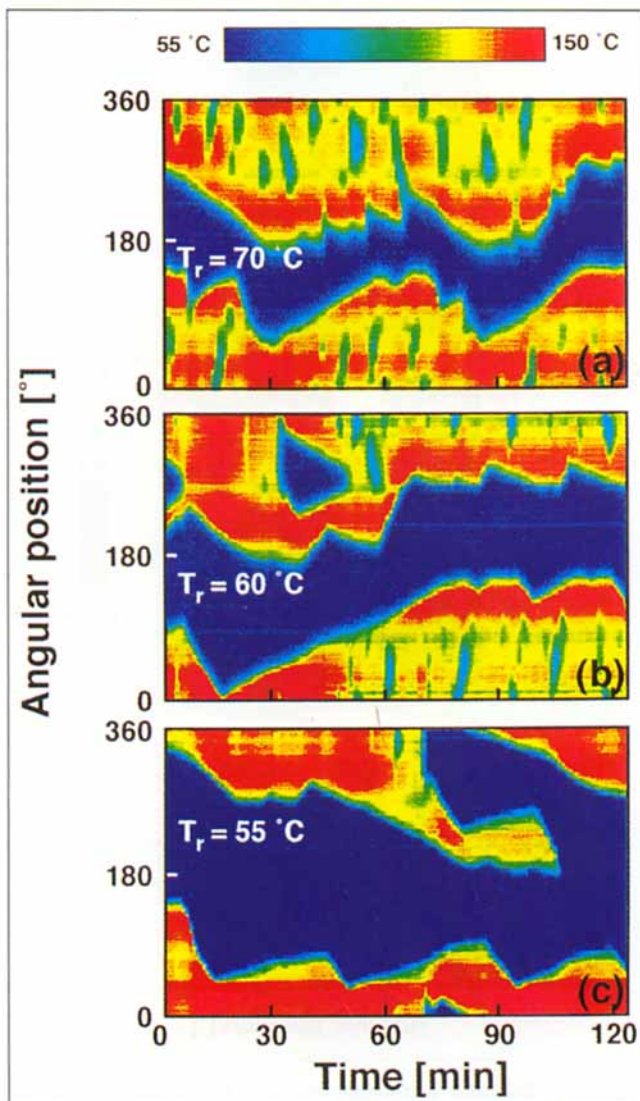 55 °C 150 °C
360
180
0
T_r = 70 °C
(a)
360
180
0
T_r = 60 °C
(b)
360
180
0
T_r = 55 °C
(c)
0 30 60 90 120
Time [min]
Angular position [°]